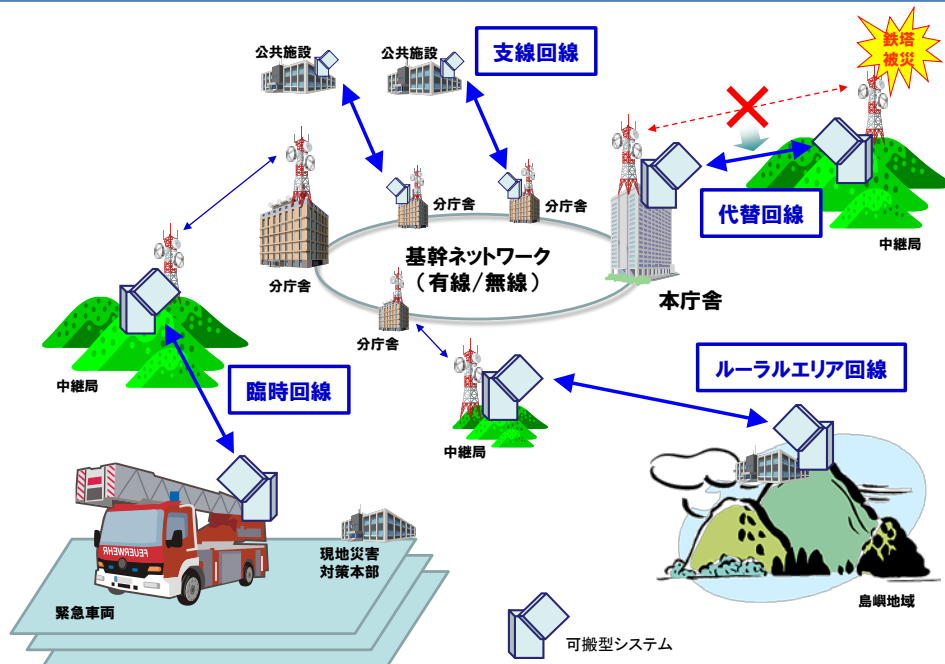 公共施設
公共施設
支線回線
鉄塔
被災
分庁舎
分庁舎
代替回線
中継局
基幹ネットワーク
（有線/無線）
分庁舎
本庁舎
分庁舎
中継局
臨時回線
ルーラルエリア回線
中継局
FEUERWEHR
現地災害
対策本部
緊急車両
島嶼地域
可搬型システム